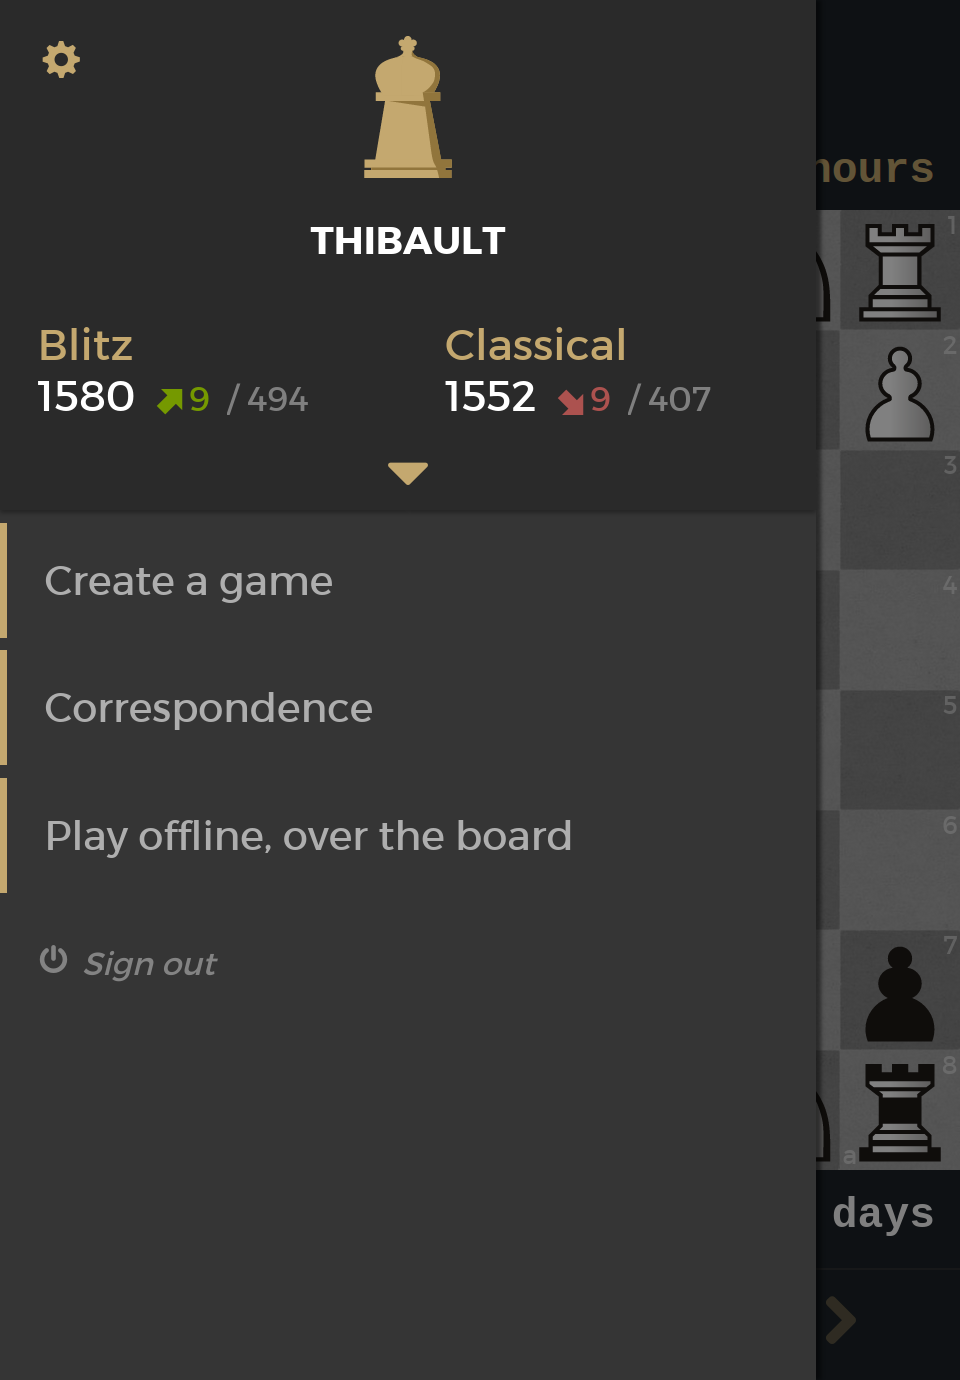 THIBAULT
Blitz
1580 9 / 494
Classical
1552 9 / 407
Create a game
Correspondence
Play offline, over the board
Sign out
1
2
3
4
5
6
7
8
a
days